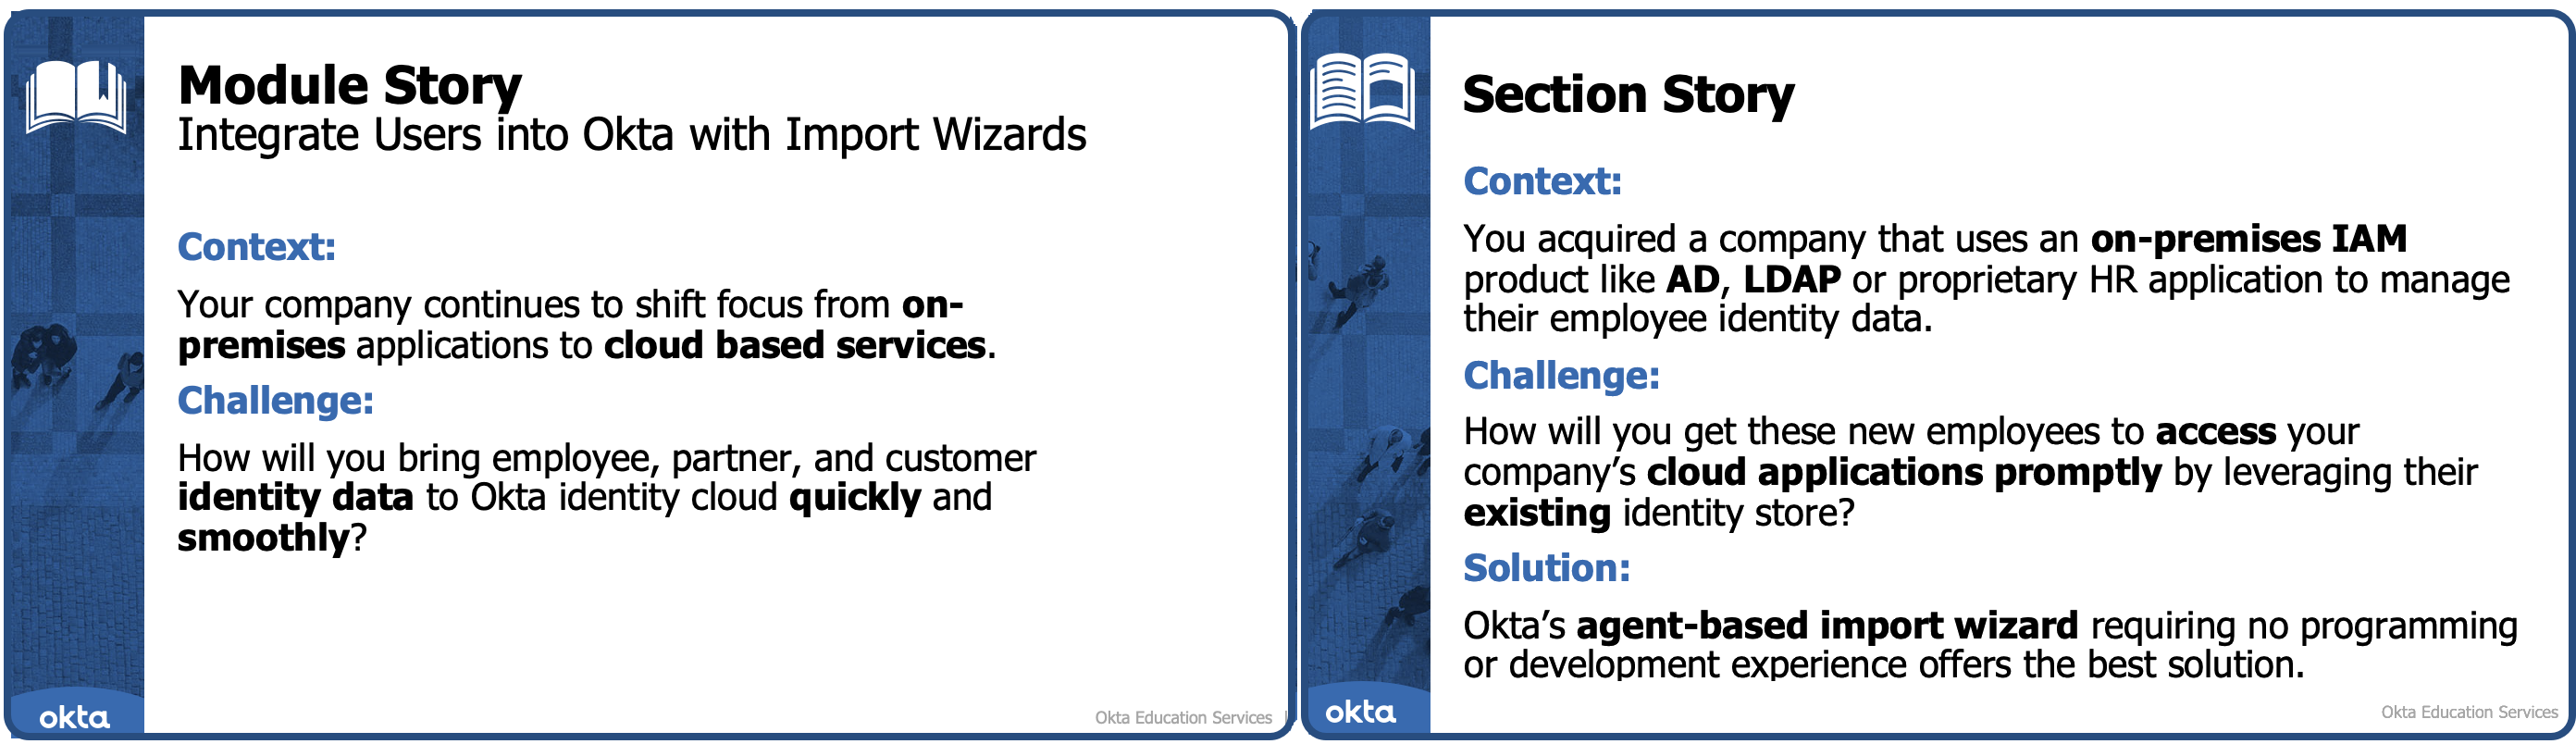 Module Story
Integrate Users into Okta with Import Wizards
Context:
Your company continues to shift focus from on-
premises applications to cloud based services.
Challenge:
How will you bring employee, partner, and customer
identity data to Okta identity cloud quickly and
smoothly?
okta
Okta Education Services |
Section Story
Context:
You acquired a company that uses an on-premises IAM
product like AD, LDAP or proprietary HR application to manage
their employee identity data.
Challenge:
How will you get these new employees to access your
company’s cloud applications promptly by leveraging their
existing identity store?
Solution:
Okta’s agent-based import wizard requiring no programming
or development experience offers the best solution.
okta
Okta Education Services